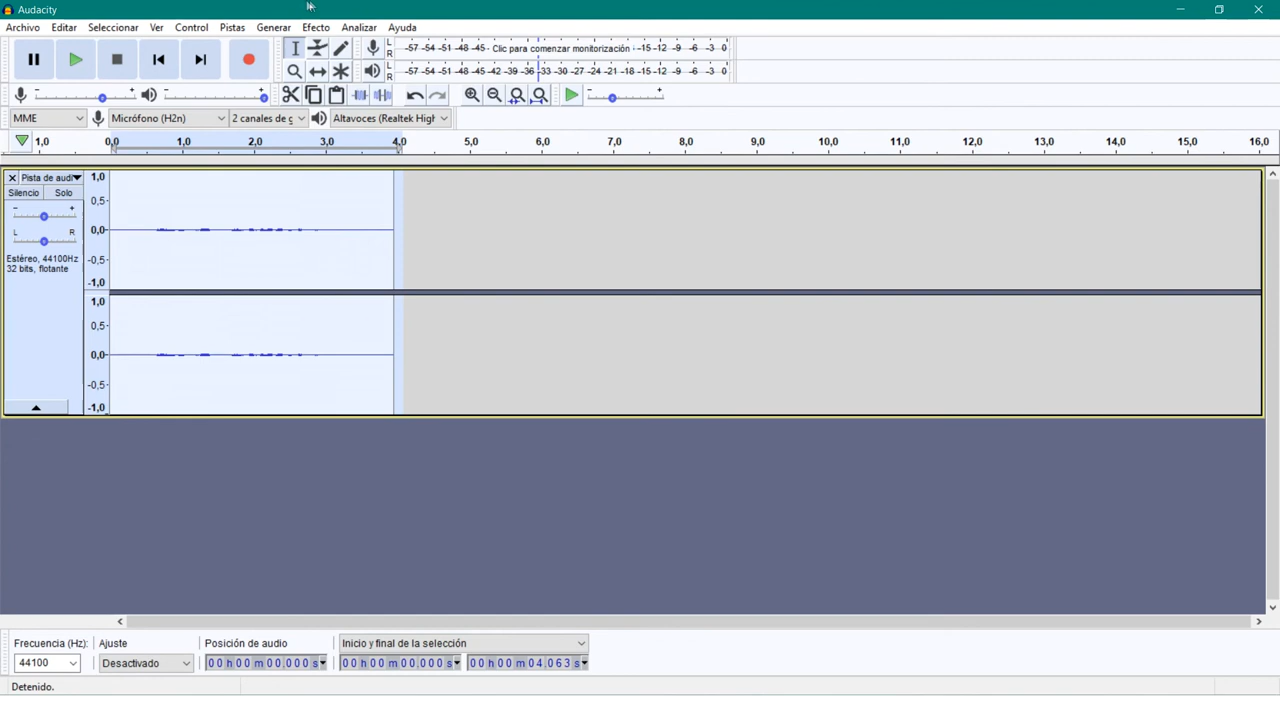 Audacity
Archivo Editar Seleccionar Ver Control Pistas Generar Efecto Analizar Ayuda
L R -57 -54 -51 -48 -45 - Clic para comenzar monitorización -15 -12 -9 -6 -3 0
L R -57 -54 -51 -48 -45 -42 -39 -36 -33 -30 -27 -24 -21 -18 -15 -12 -9 -6 -3 0
MME Micrófono (H2n) 2 canales de g Altavoces (Realtek High
1,0 0,0 1,0 2,0 3,0 4,0 5,0 6,0 7,0 8,0 9,0 10,0 11,0 12,0 13,0 14,0 15,0 16,0
Pista de audi
Silencio Solo
L R
Estéreo, 44100Hz
32 bits, flotante
1,0
0,5-
0,0-
-0,5-
-1,0
1,0
0,5-
0,0-
-0,5-
-1,0
Frecuencia (Hz): Ajuste Posición de audio Inicio y final de la selección
44100 Desactivado 00 h 00 m 00.000 s 00 h 00 m 00.000 s 00 h 00 m 04.063 s
Detenido.